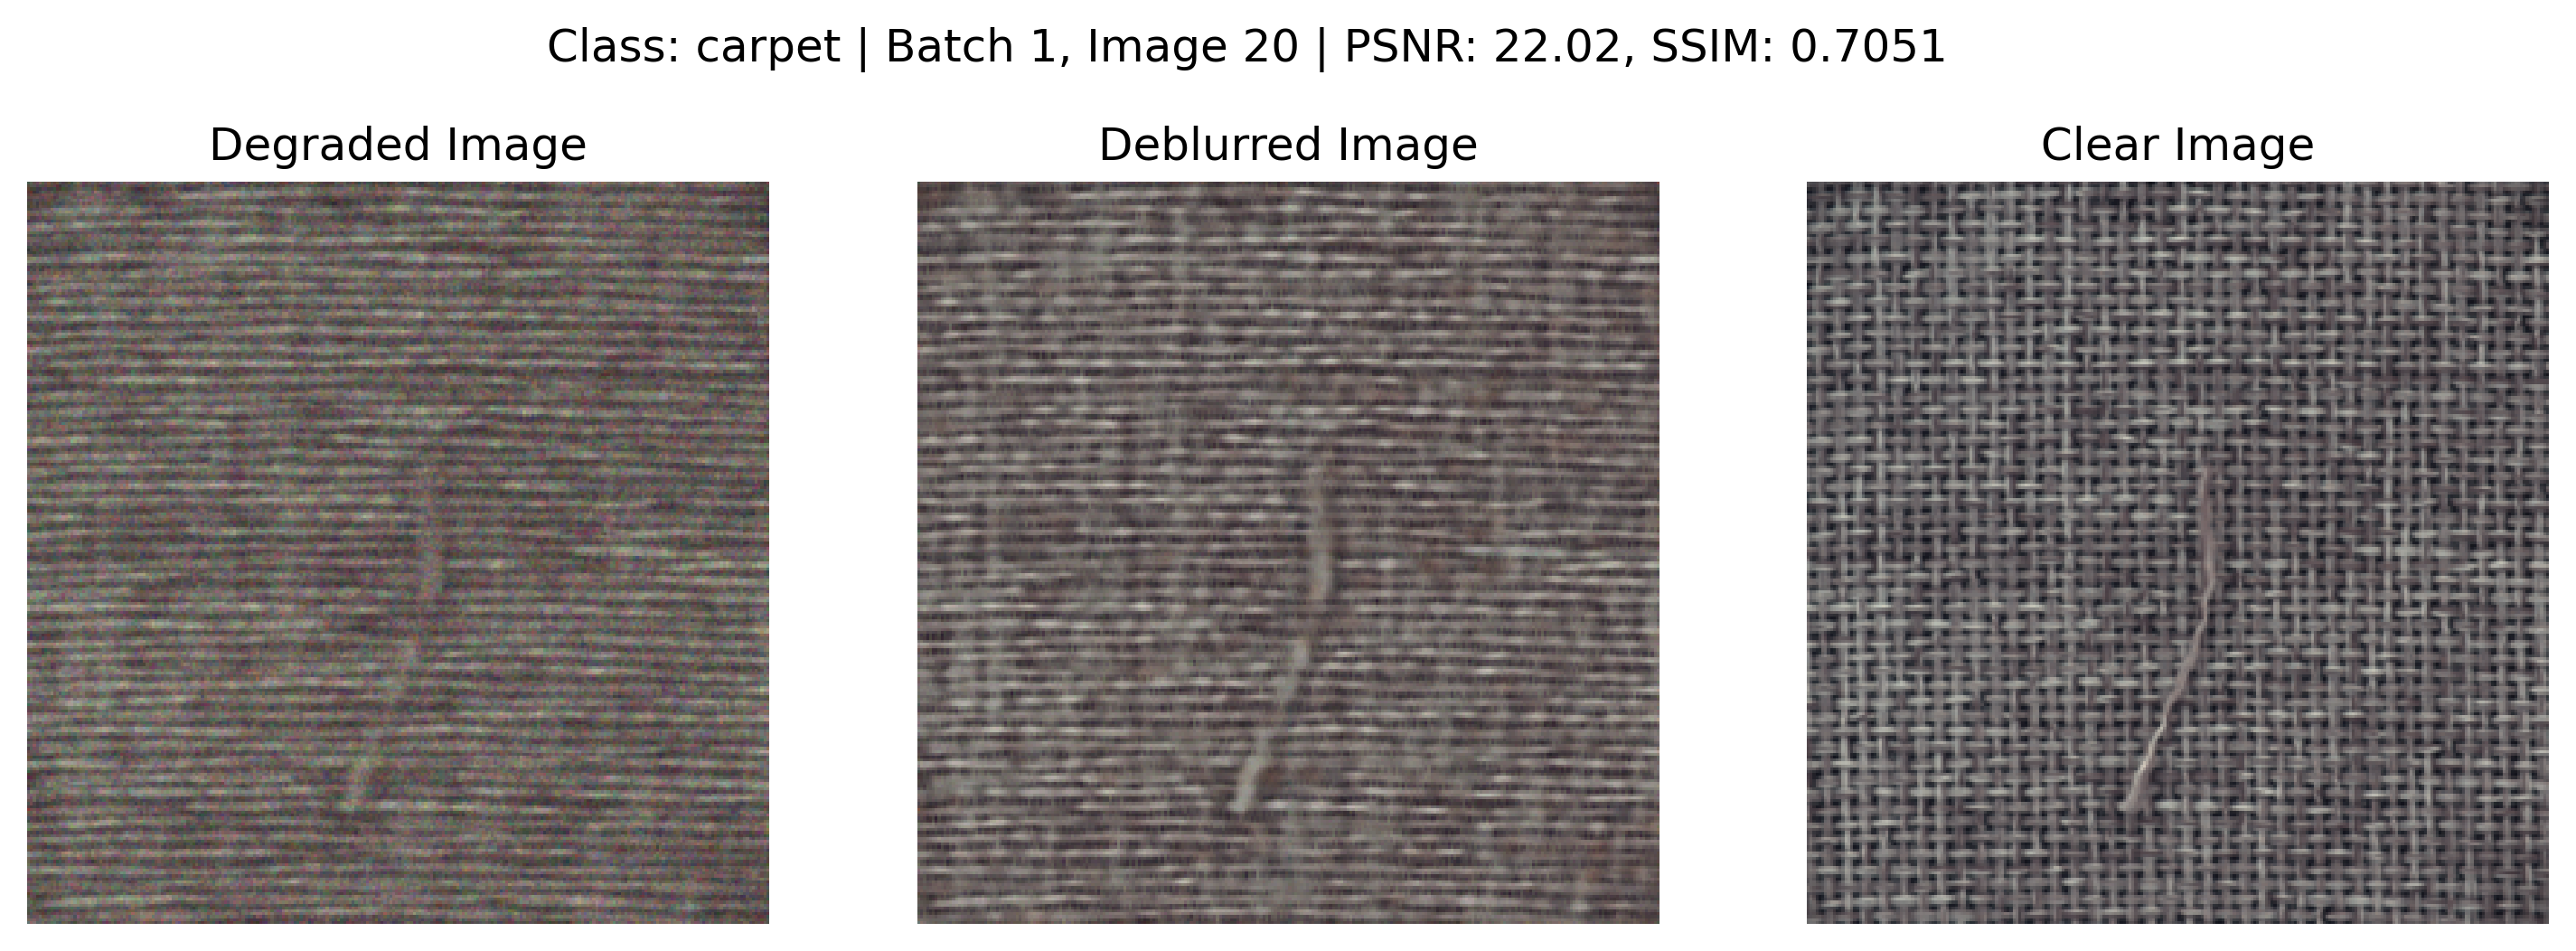 Class: carpet | Batch 1, Image 20 | PSNR: 22.02, SSIM: 0.7051
Degraded Image
Deblurred Image
Clear Image